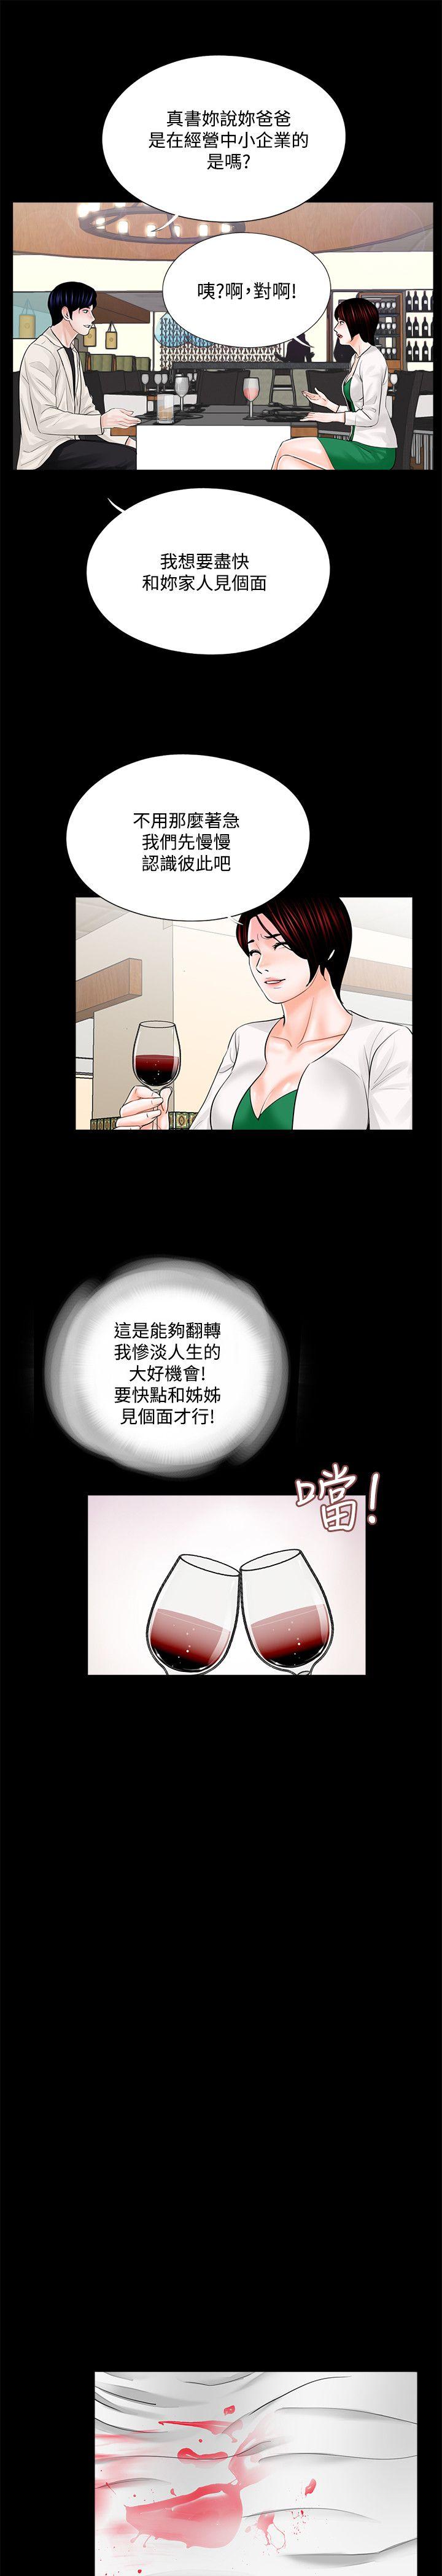 真書妳說妳爸爸
是在經營中小企業的
是嗎?
咦?啊,對啊!
我想要盡快
和妳家人見個面
不用那麼著急
我們先慢慢
認識彼此吧
這是能夠翻轉
我慘淡人生的
大好機會!
要快點和姊姊
見個面才行!
噹!